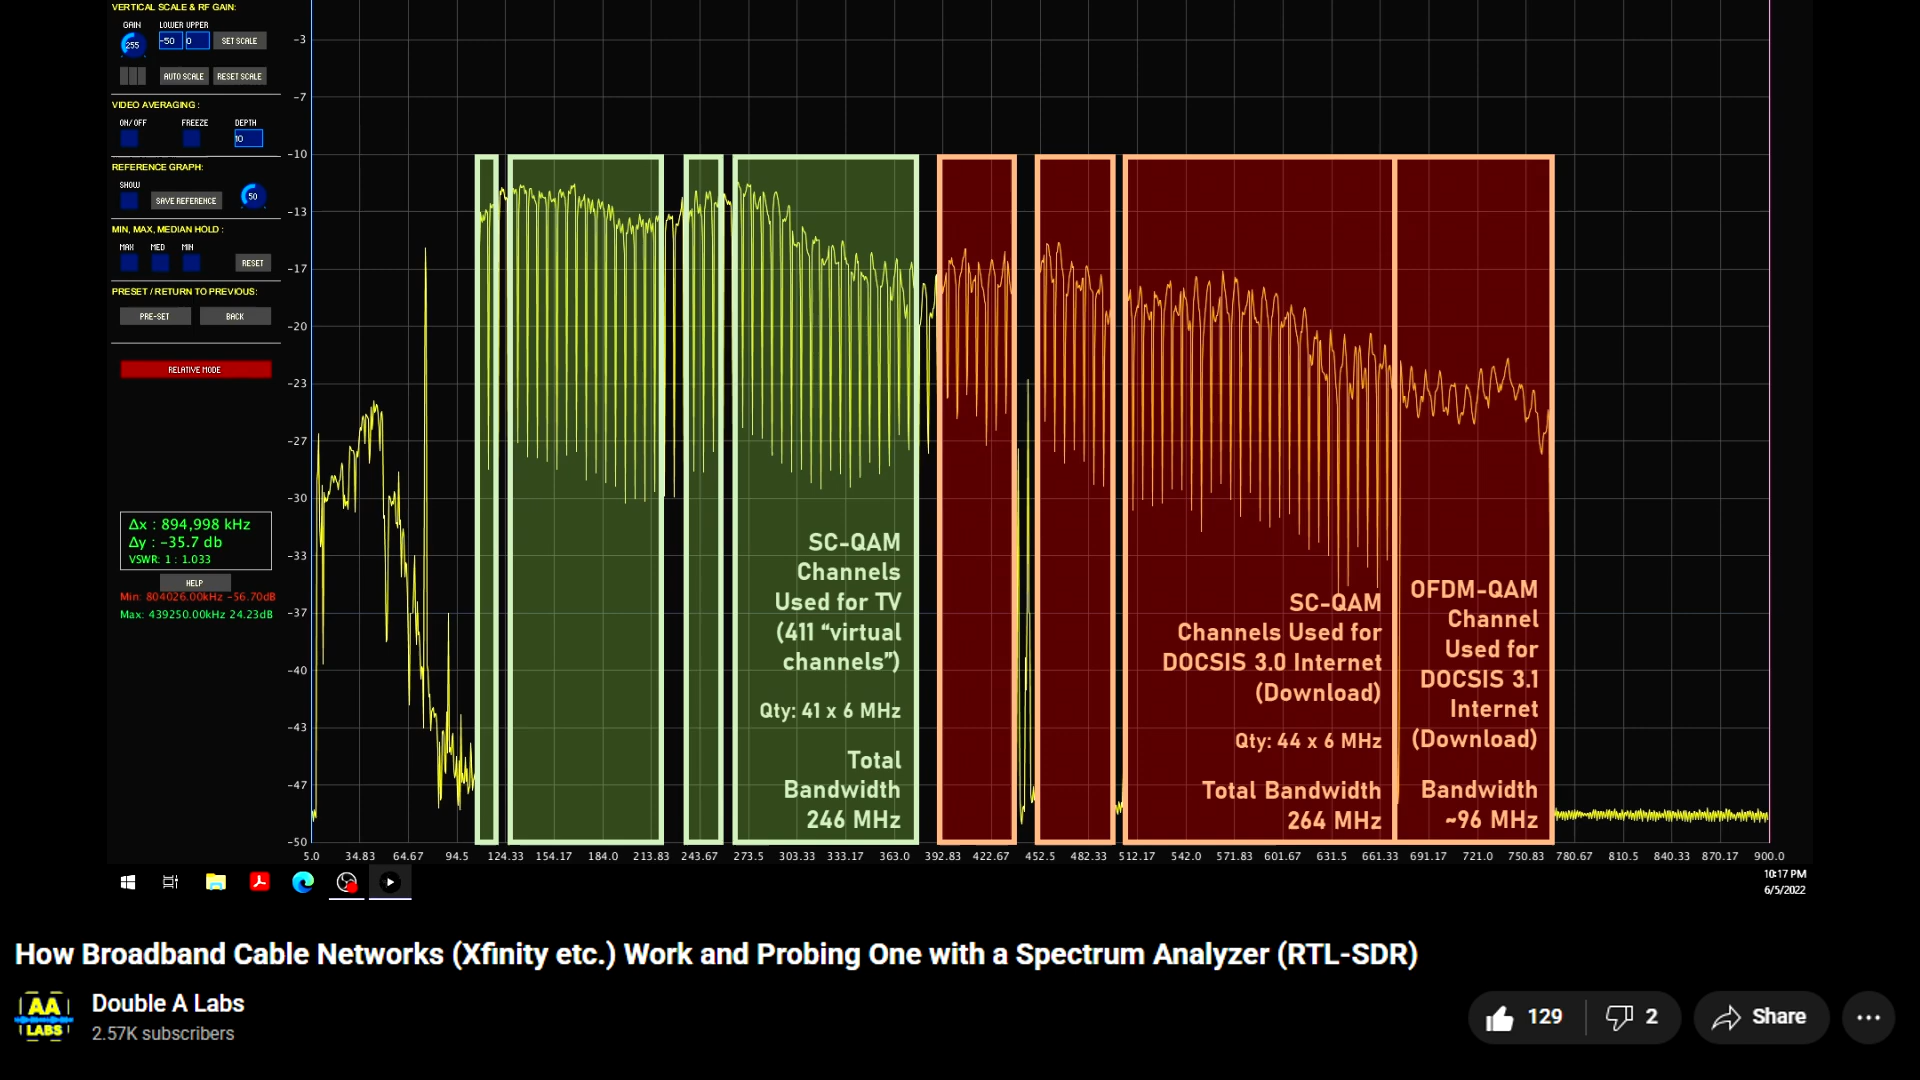 VERTICAL SCALE & RF GAIN:
GAIN LOWER UPPER
255 -50 0 SET SCALE
AUTO SCALE RESET SCALE
VIDEO AVERAGING :
ON/OFF FREEZE DEPTH
10
REFERENCE GRAPH:
SHOW
SAVE REFERENCE 50
MIN, MAX, MEDIAN HOLD :
MAX MED MIN
RESET
PRESET / RETURN TO PREVIOUS:
PRE-SET BACK
RELATIVE MODE
Δx : 894,998 kHz
Δy : -35.7 db
VSWR: 1 : 1.033
HELP
Min: 804026.00kHz -56.70dB
Max: 439250.00kHz 24.23dB
-3
-7
-10
-13
-17
-20
-23
-27
-30
-33
-37
-40
-43
-47
-50
SC-QAM
Channels
Used for TV
(411 “virtual
channels”)
Qty: 41 x 6 MHz
Total
Bandwidth
246 MHz
SC-QAM
Channels Used for
DOCSIS 3.0 Internet
(Download)
Qty: 44 x 6 MHz
Total Bandwidth
264 MHz
OFDM-QAM
Channel
Used for
DOCSIS 3.1
Internet
(Download)
Bandwidth
~96 MHz
5.0 34.83 64.67 94.5 124.33 154.17 184.0 213.83 243.67 273.5 303.33 333.17 363.0 392.83 422.67 452.5 482.33 512.17 542.0 571.83 601.67 631.5 661.33 691.17 721.0 750.83 780.67 810.5 840.33 870.17 900.0
10:17 PM
6/5/2022
How Broadband Cable Networks (Xfinity etc.) Work and Probing One with a Spectrum Analyzer (RTL-SDR)
AA
LABS
Double A Labs
2.57K subscribers
129 2 Share